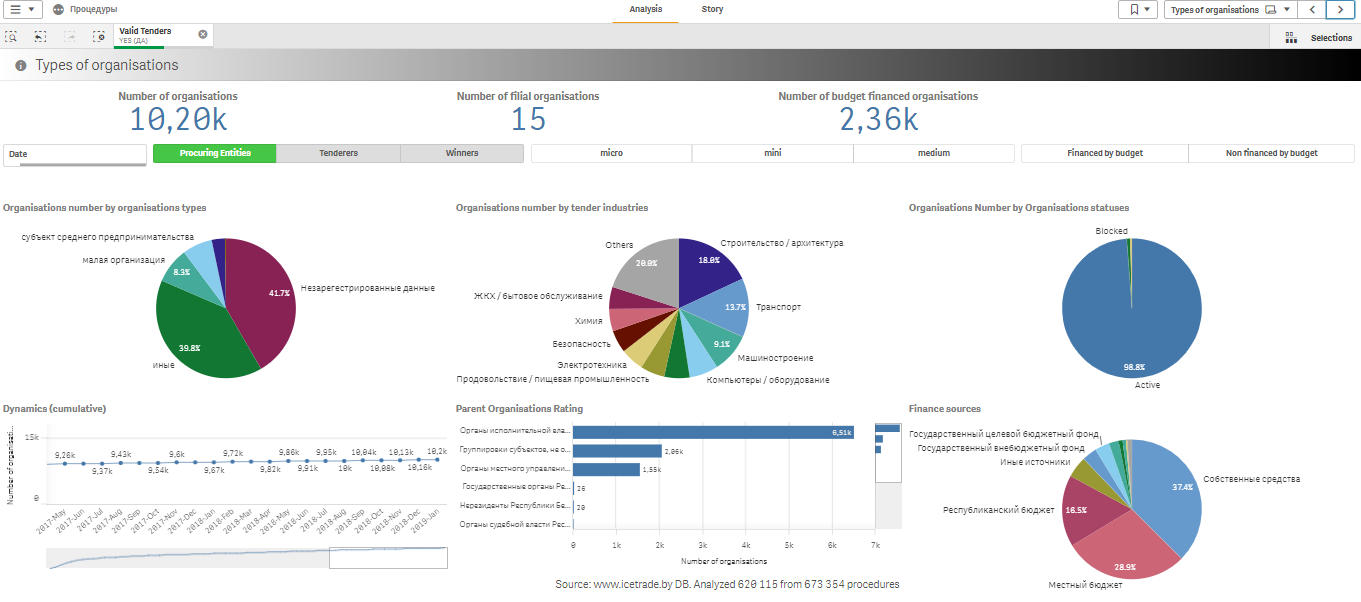 Процедуры
Analysis
Story
Types of organisations
Valid Tenders
YES (ДА)
Selections
Types of organisations
Number of organisations
10,20k
Number of filial organisations
15
Number of budget financed organisations
2,36k
Date
Procuring Entities
Tenderers
Winners
micro
mini
medium
Financed by budget
Non financed by budget
Organisations number by organisations types
субъект среднего предпринимательства
малая организация
8.3%
41.7%
Незарегестрированные данные
39.8%
иные
Organisations number by tender industries
Others
20.0%
18.0%
Строительство / архитектура
ЖКХ / бытовое обслуживание
13.7%
Транспорт
Химия
Безопасность
9.1%
Машиностроение
Электротехника
Продовольствие / пищевая промышленность
Компьютеры / оборудование
Organisations Number by Organisations statuses
Blocked
98.8%
Active
Dynamics (cumulative)
Number of organisati...
15k
0
9,26k
9,37k
9,43k
9,54k
9,6k
9,67k
9,72k
9,82k
9,86k
9,91k
9,95k
10k
10,04k
10,08k
10,13k
10,16k
10,2k
2017-May
2017-Jun
2017-Jul
2017-Aug
2017-Sep
2017-Oct
2017-Nov
2017-Dec
2018-Jan
2018-Feb
2018-Mar
2018-Apr
2018-May
2018-Jun
2018-Jul
2018-Aug
2018-Sep
2018-Oct
2018-Nov
2018-Dec
2019-Jan
Parent Organisations Rating
Органы исполнительной вла...
6,51k
Группировки субъектов, не о...
2,06k
Органы местного управлени...
1,55k
Государственные органы Ре...
26
Нерезиденты Республики Бе...
20
Органы судебной власти Рес...
0
1k
2k
3k
4k
5k
6k
7k
Number of organisations
Finance sources
Государственный целевой бюджетный фонд
Государственный внебюджетный фонд
Иные источники
37.4%
Собственные средства
Республиканский бюджет
16.5%
28.9%
Местный бюджет
Source: www.icetrade.by DB. Analyzed 620 115 from 673 354 procedures